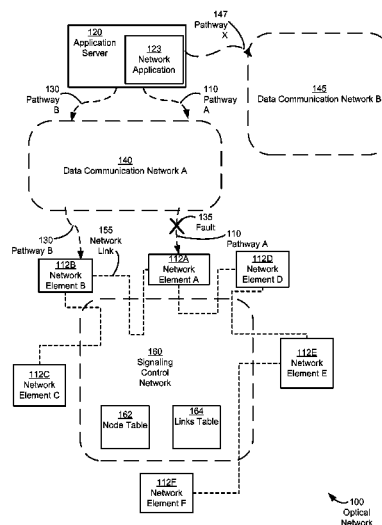 120
Application
Server
123
Network
Application
147
Pathway
X
130
Pathway
B
110
Pathway
A
145
Data Communication Network B
140
Data Communication Network A
135
Fault
155
Network
Link
110
Pathway A
130
Pathway B
112B
Network
Element B
112A
Network
Element A
112D
Network
Element D
160
Signaling
Control
Network
112E
Network
Element E
112C
Network
Element C
162
Node Table
164
Links Table
112F
Network
Element F
100
Optical
Network